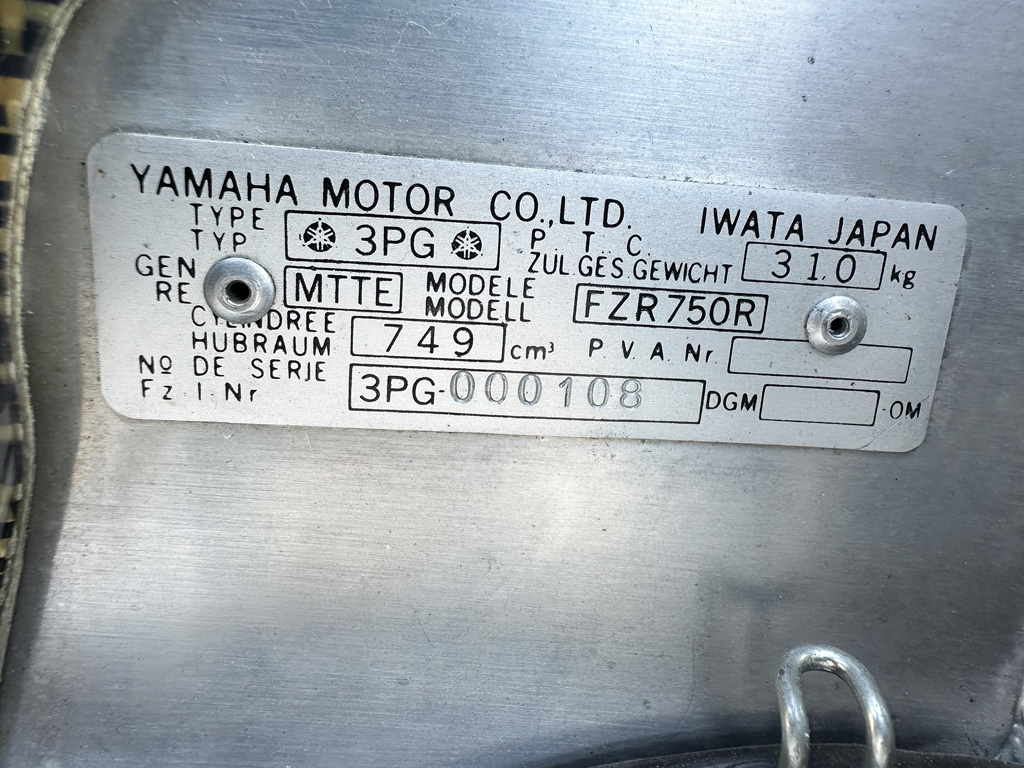 YAMAHA MOTOR CO.,LTD. IWATA JAPAN
TYPE
TYP 3PG P. T. C.
ZUL.GES.GEWICHT 310 kg
GEN
RE MTTE MODELE
MODELL FZR750R
CYLINDREE
HUBRAUM 749 cm³ P.V.A.Nr.
No DE SERIE
Fz.I.Nr 3PG-000108 DGM OM